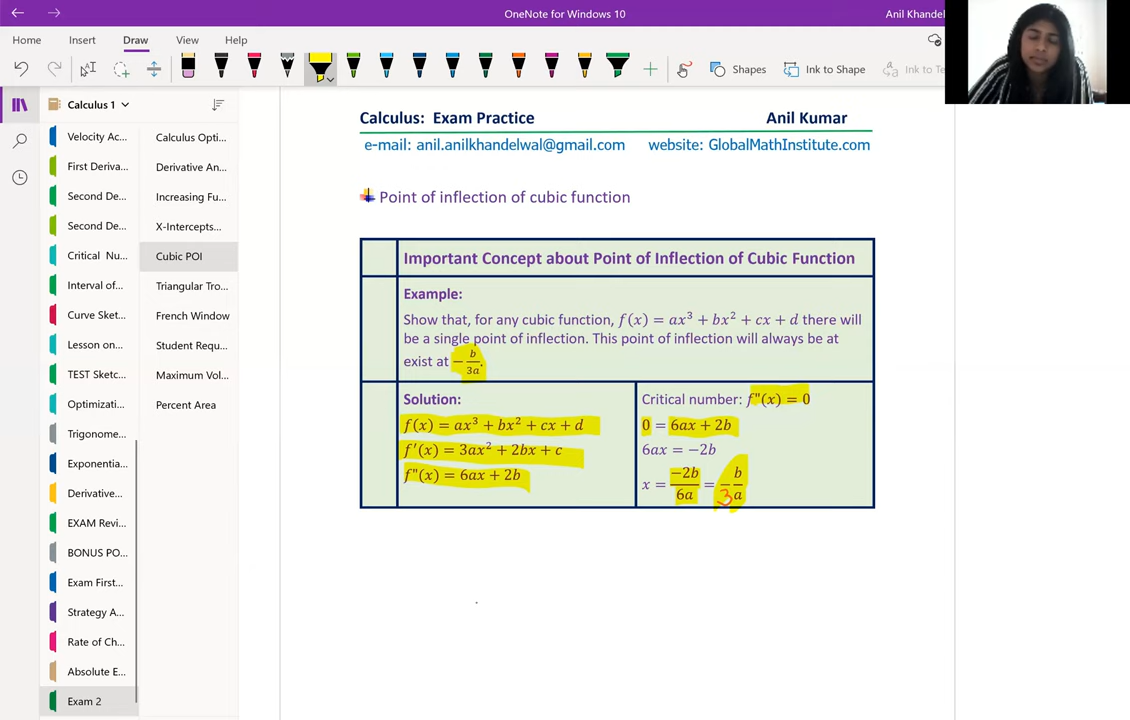 OneNote for Windows 10
Anil Khandel
Home Insert Draw View Help
Shapes Ink to Shape Ink to Te
Calculus 1
Velocity Ac...
First Deriva...
Second De...
Second De...
Critical Nu...
Interval of...
Curve Sket...
Lesson on...
TEST Sketc...
Optimizati...
Trigonome...
Exponentia...
Derivative...
EXAM Revi...
BONUS PO...
Exam First...
Strategy A...
Rate of Ch...
Absolute E...
Exam 2
Calculus Opti...
Derivative An...
Increasing Fu...
X-Intercepts...
Cubic POI
Triangular Tro...
French Window
Student Requ...
Maximum Vol...
Percent Area
Calculus: Exam Practice Anil Kumar
e-mail: anil.anilkhandelwal@gmail.com website: GlobalMathInstitute.com
Point of inflection of cubic function
Important Concept about Point of Inflection of Cubic Function
Example:
Show that, for any cubic function, f(x) = ax³ + bx² + cx + d there will
be a single point of inflection. This point of inflection will always be at
exist at −b/3a.
Solution:
f(x) = ax³ + bx² + cx + d
f'(x) = 3ax² + 2bx + c
f"(x) = 6ax + 2b
Critical number: f"(x) = 0
0 = 6ax + 2b
6ax = −2b
x = −2b/6a = −b/3a